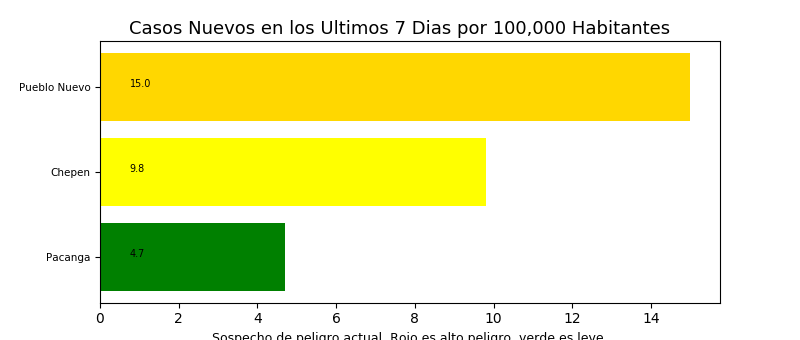 Casos Nuevos en los Ultimos 7 Dias por 100,000 Habitantes
Pueblo Nuevo
15.0
Chepen
9.8
Pacanga
4.7
0 2 4 6 8 10 12 14
Sospecho de peligro actual. Rojo es alto peligro, verde es leve